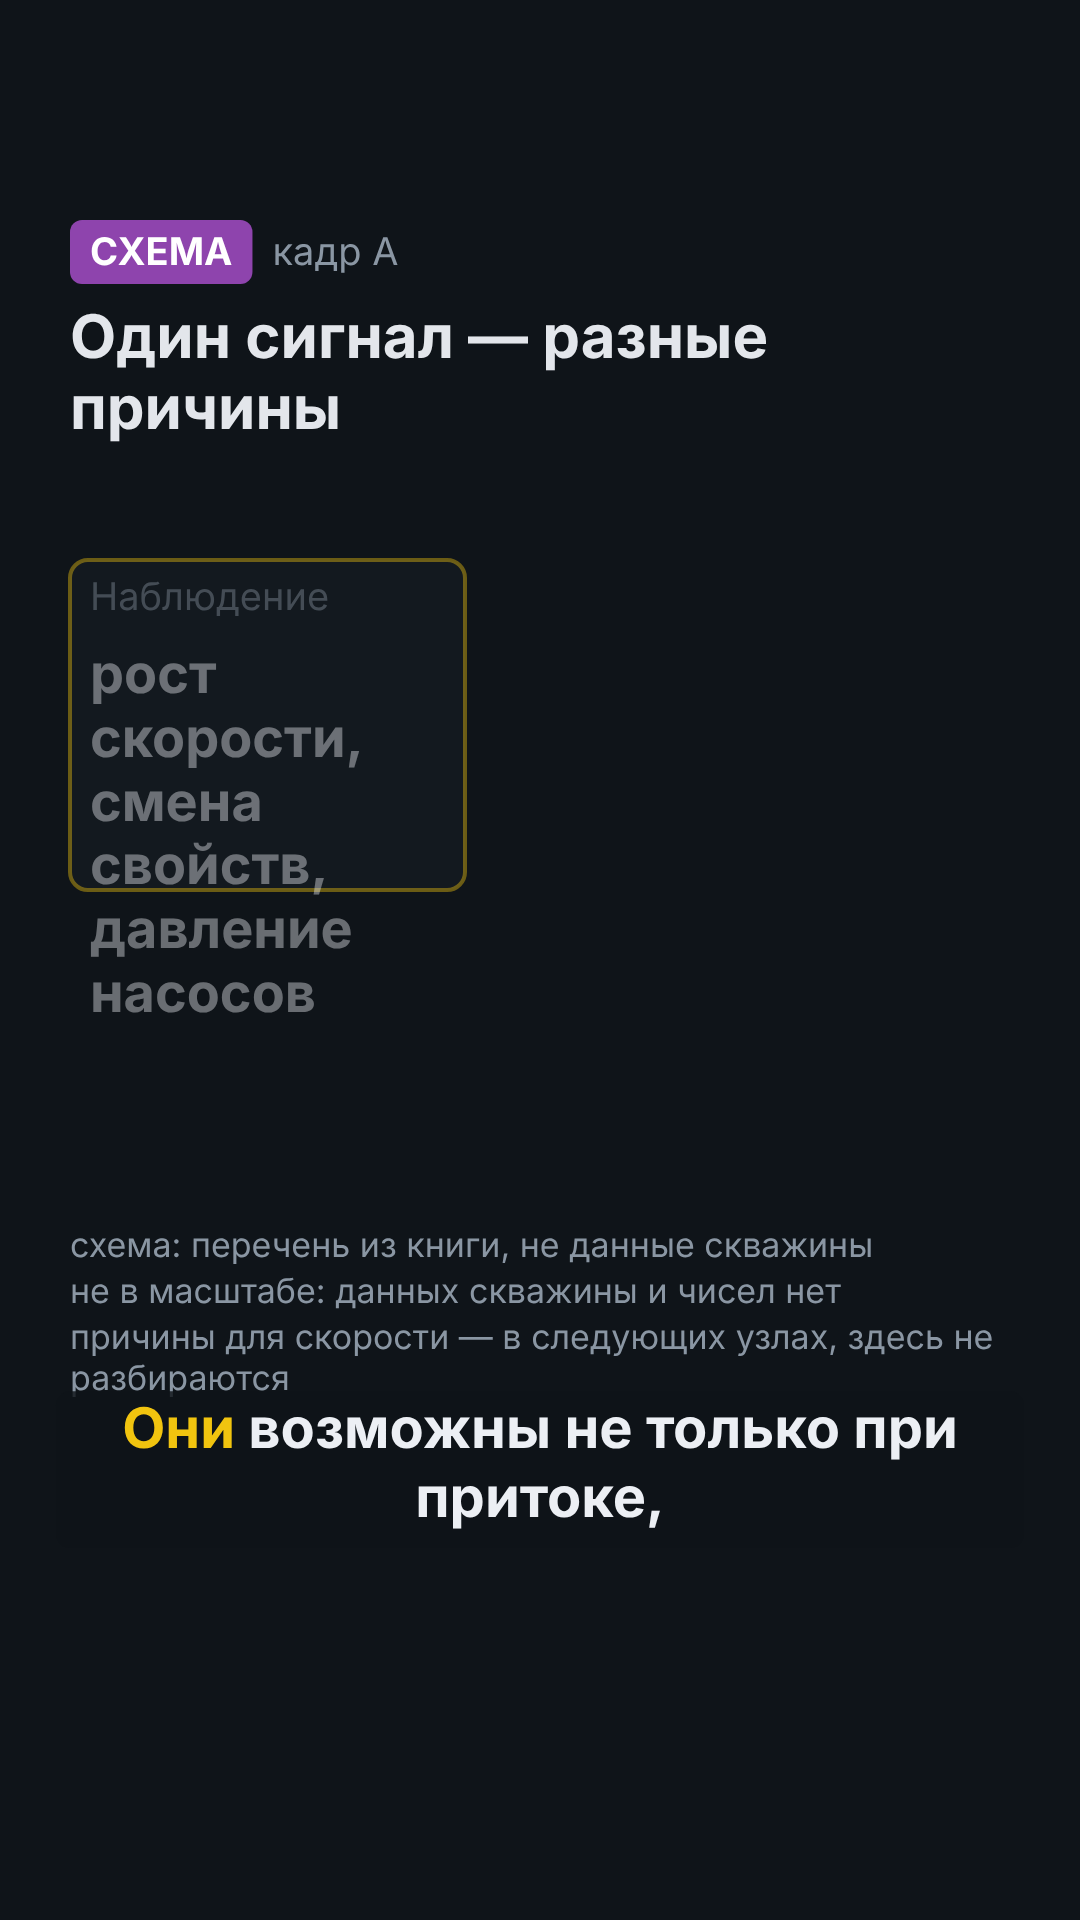 СХЕМА кадр А
Один сигнал — разные
причины
Наблюдение
рост
скорости,
смена
свойств,
давление
насосов
схема: перечень из книги, не данные скважины
не в масштабе: данных скважины и чисел нет
причины для скорости — в следующих узлах, здесь не
разбираются
Они возможны не только при
притоке,